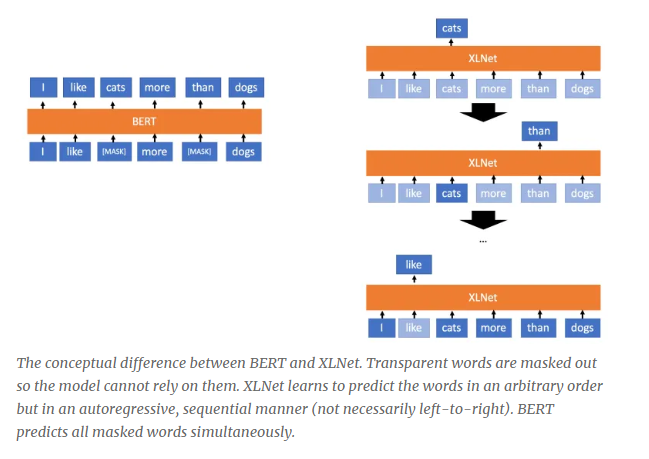 I like cats more than dogs
BERT
I like [MASK] more [MASK] dogs
cats
XLNet
I like cats more than dogs
than
XLNet
I like cats more than dogs
...
like
XLNet
I like cats more than dogs
The conceptual difference between BERT and XLNet. Transparent words are masked out
so the model cannot rely on them. XLNet learns to predict the words in an arbitrary order
but in an autoregressive, sequential manner (not necessarily left-to-right). BERT
predicts all masked words simultaneously.